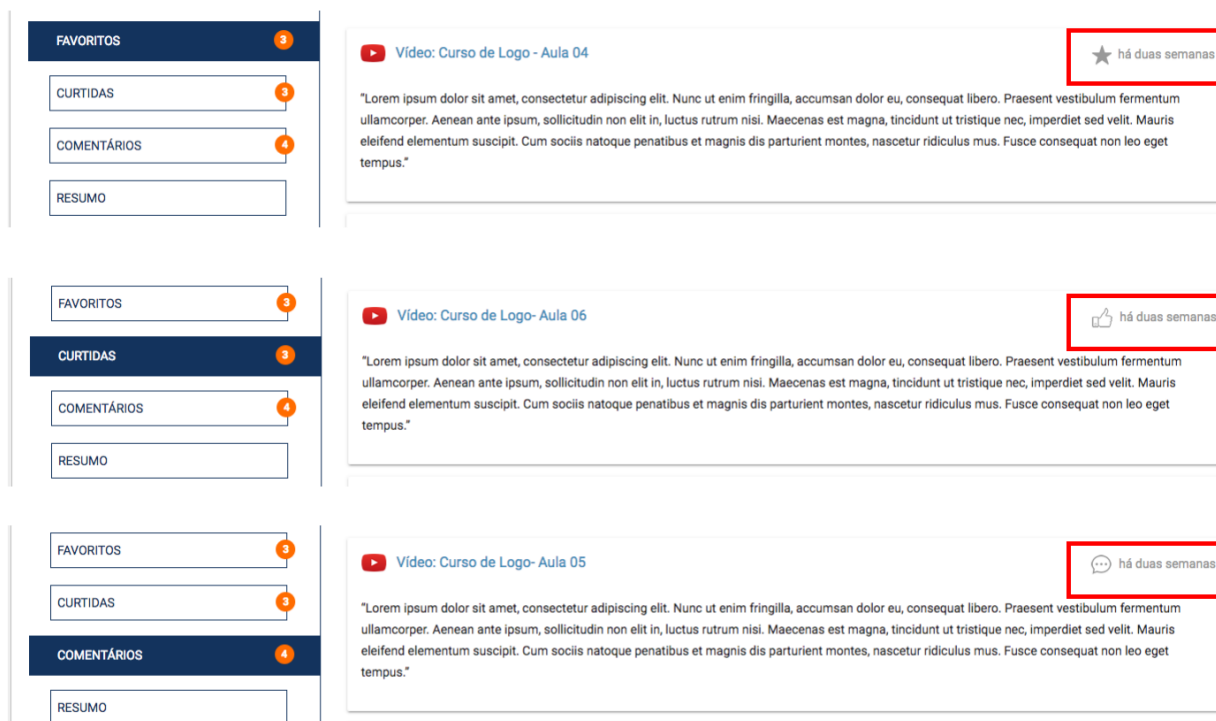 FAVORITOS 3
CURTIDAS 3
COMENTÁRIOS 4
RESUMO
Vídeo: Curso de Logo - Aula 04
há duas semanas
"Lorem ipsum dolor sit amet, consectetur adipiscing elit. Nunc ut enim fringilla, accumsan dolor eu, consequat libero. Praesent vestibulum fermentum
ullamcorper. Aenean ante ipsum, sollicitudin non elit in, luctus rutrum nisi. Maecenas est magna, tincidunt ut tristique nec, imperdiet sed velit. Mauris
eleifend elementum suscipit. Cum sociis natoque penatibus et magnis dis parturient montes, nascetur ridiculus mus. Fusce consequat non leo eget
tempus."
FAVORITOS 3
CURTIDAS 3
COMENTÁRIOS 4
RESUMO
Vídeo: Curso de Logo- Aula 06
há duas semanas
"Lorem ipsum dolor sit amet, consectetur adipiscing elit. Nunc ut enim fringilla, accumsan dolor eu, consequat libero. Praesent vestibulum fermentum
ullamcorper. Aenean ante ipsum, sollicitudin non elit in, luctus rutrum nisi. Maecenas est magna, tincidunt ut tristique nec, imperdiet sed velit. Mauris
eleifend elementum suscipit. Cum sociis natoque penatibus et magnis dis parturient montes, nascetur ridiculus mus. Fusce consequat non leo eget
tempus."
FAVORITOS 3
CURTIDAS 3
COMENTÁRIOS 4
RESUMO
Vídeo: Curso de Logo- Aula 05
há duas semanas
"Lorem ipsum dolor sit amet, consectetur adipiscing elit. Nunc ut enim fringilla, accumsan dolor eu, consequat libero. Praesent vestibulum fermentum
ullamcorper. Aenean ante ipsum, sollicitudin non elit in, luctus rutrum nisi. Maecenas est magna, tincidunt ut tristique nec, imperdiet sed velit. Mauris
eleifend elementum suscipit. Cum sociis natoque penatibus et magnis dis parturient montes, nascetur ridiculus mus. Fusce consequat non leo eget
tempus."